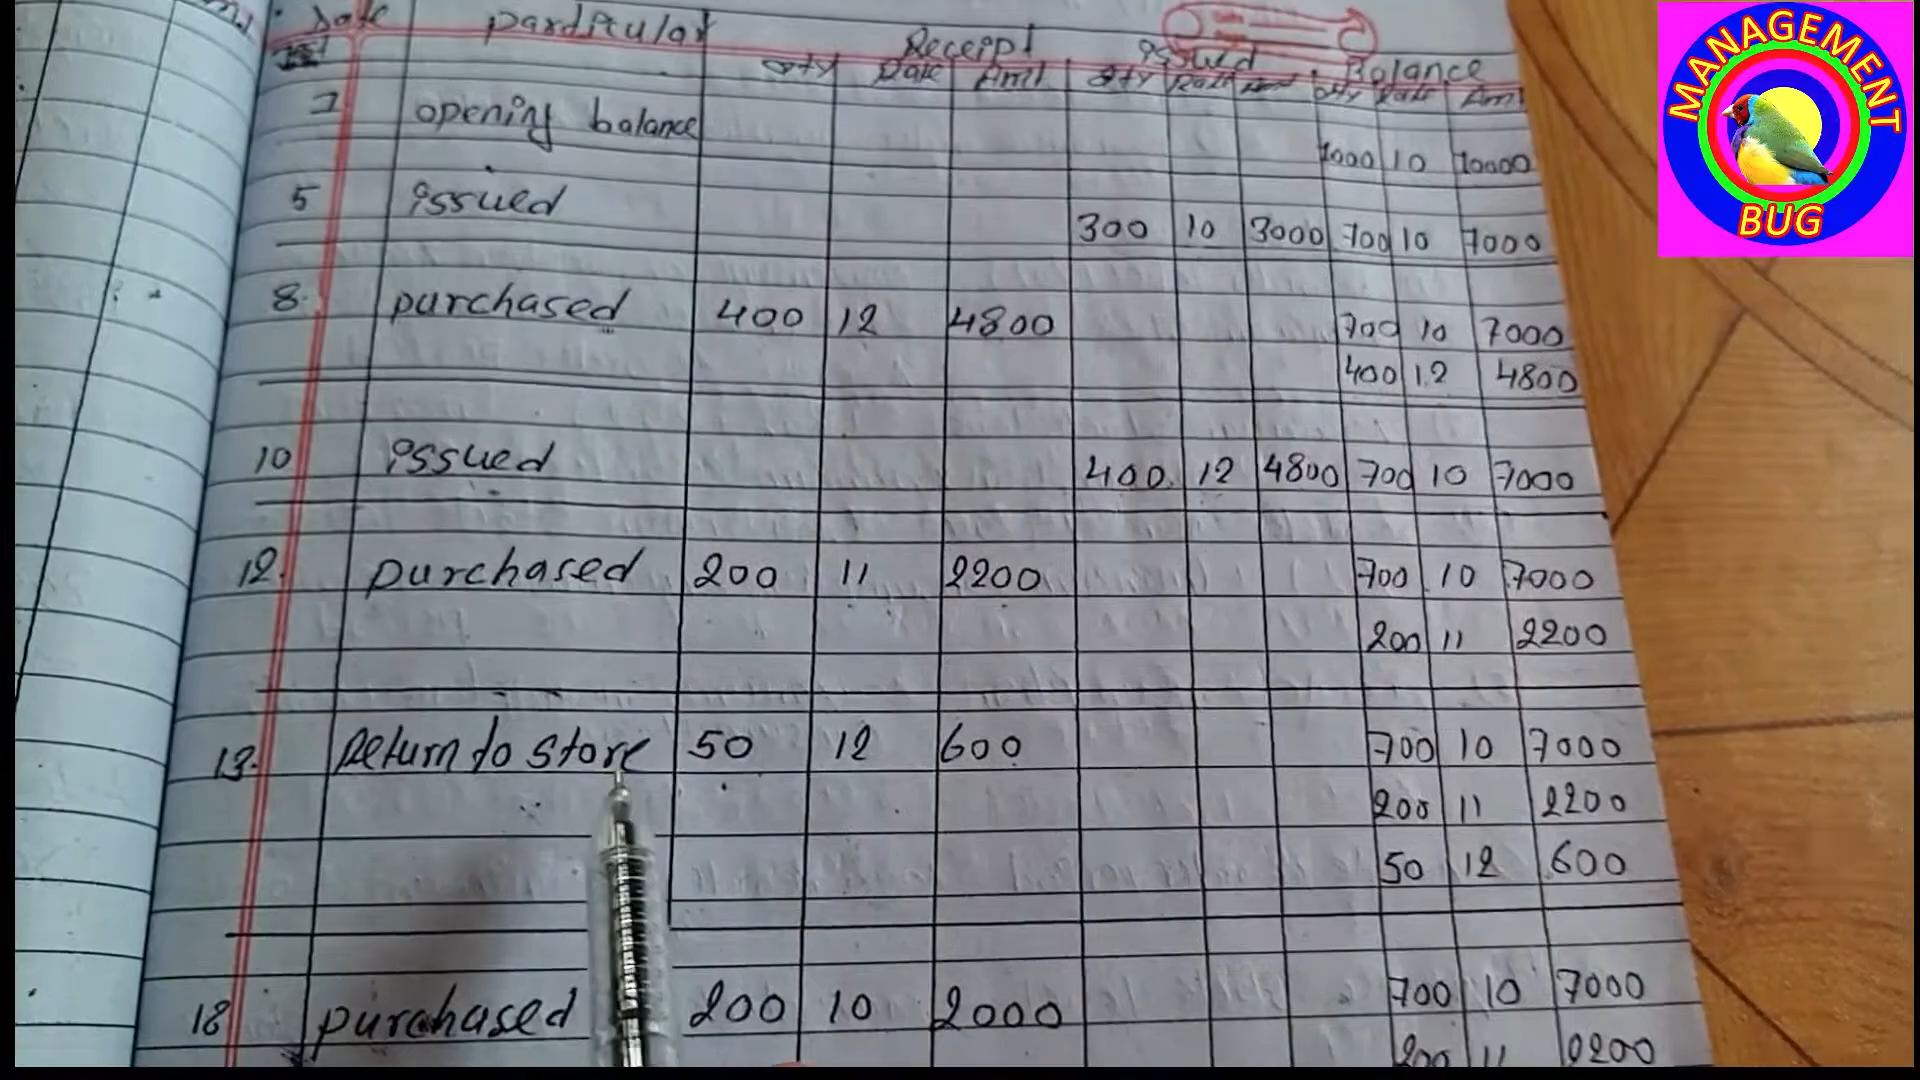 Date Particular Receipt issued Balance
Qty Rate Amt Qty Rate Amt Qty Rate Amt
1 opening balance 1000 10 10000
5 issued 300 10 3000 700 10 7000
8. purchased 400 12 4800 700 10 7000
400 12 4800
10 issued 400 12 4800 700 10 7000
12. purchased 200 11 2200 700 10 7000
200 11 2200
13. Return to store 50 12 600 700 10 7000
200 11 2200
50 12 600
18 purchased 200 10 2000 700 10 7000
200 11 2200
MANAGEMENT
BUG